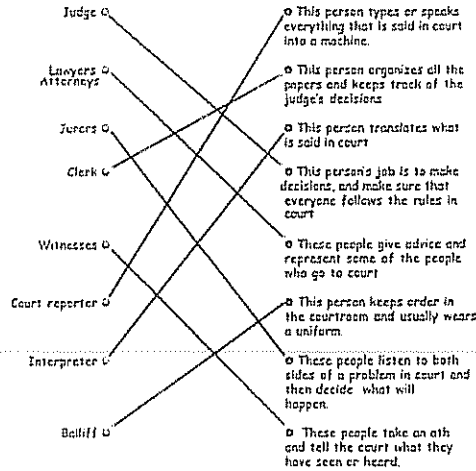 Judge
Lawyers
Attorneys
Jurors
Clerk
Witnesses
Court reporter
Interpreter
Bailiff
This person types or speaks
everything that is said in court
into a machine.
This person organizes all the
papers and keeps track of the
judge's decisions
This person translates what
is said in court
This person's job is to make
decisions, and make sure that
everyone follows the rules in
court
These people give advice and
represent some of the people
who go to court
This person keeps order in
the courtroom and usually wears
a uniform.
These people listen to both
sides of a problem in court and
then decide what will
happen.
These people take an oth
and tell the court what they
have seen or heard.